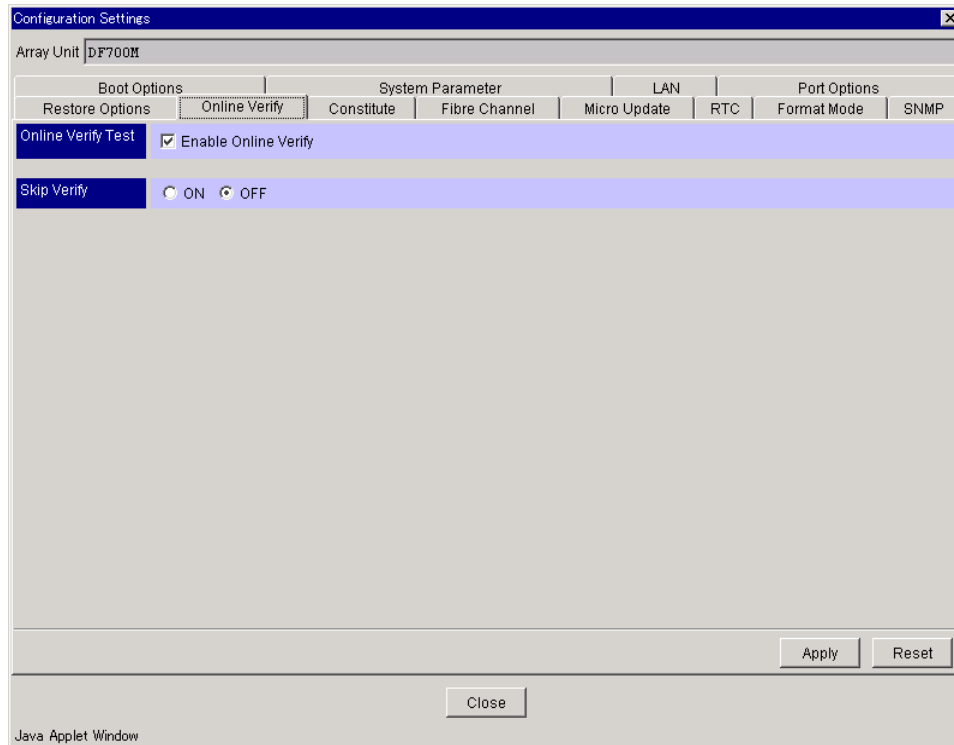 Configuration Settings
Array Unit DF700M
Boot Options System Parameter LAN Port Options
Restore Options Online Verify Constitute Fibre Channel Micro Update RTC Format Mode SNMP
Online Verify Test Enable Online Verify
Skip Verify ON OFF
Apply Reset
Close
Java Applet Window